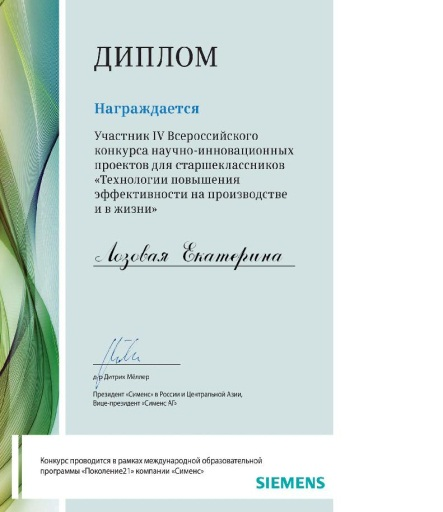 ДИПЛОМ
Награждается
Участник IV Всероссийского
конкурса научно-инновационных
проектов для старшеклассников
«Технологии повышения
эффективности на производстве
и в жизни»
Лозовая Екатерина
д-р Дитрих Мёллер
Президент «Сименс» в России и Центральной Азии,
Вице-президент «Сименс АГ»
Конкурс проводится в рамках международной образовательной
программы «Поколение21» компании «Сименс»
SIEMENS